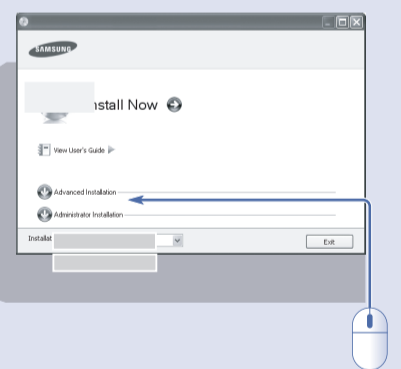 SAMSUNG
nstall Now
View User's Guide
Advanced Installation
Administrator Installation
Installat
Exit